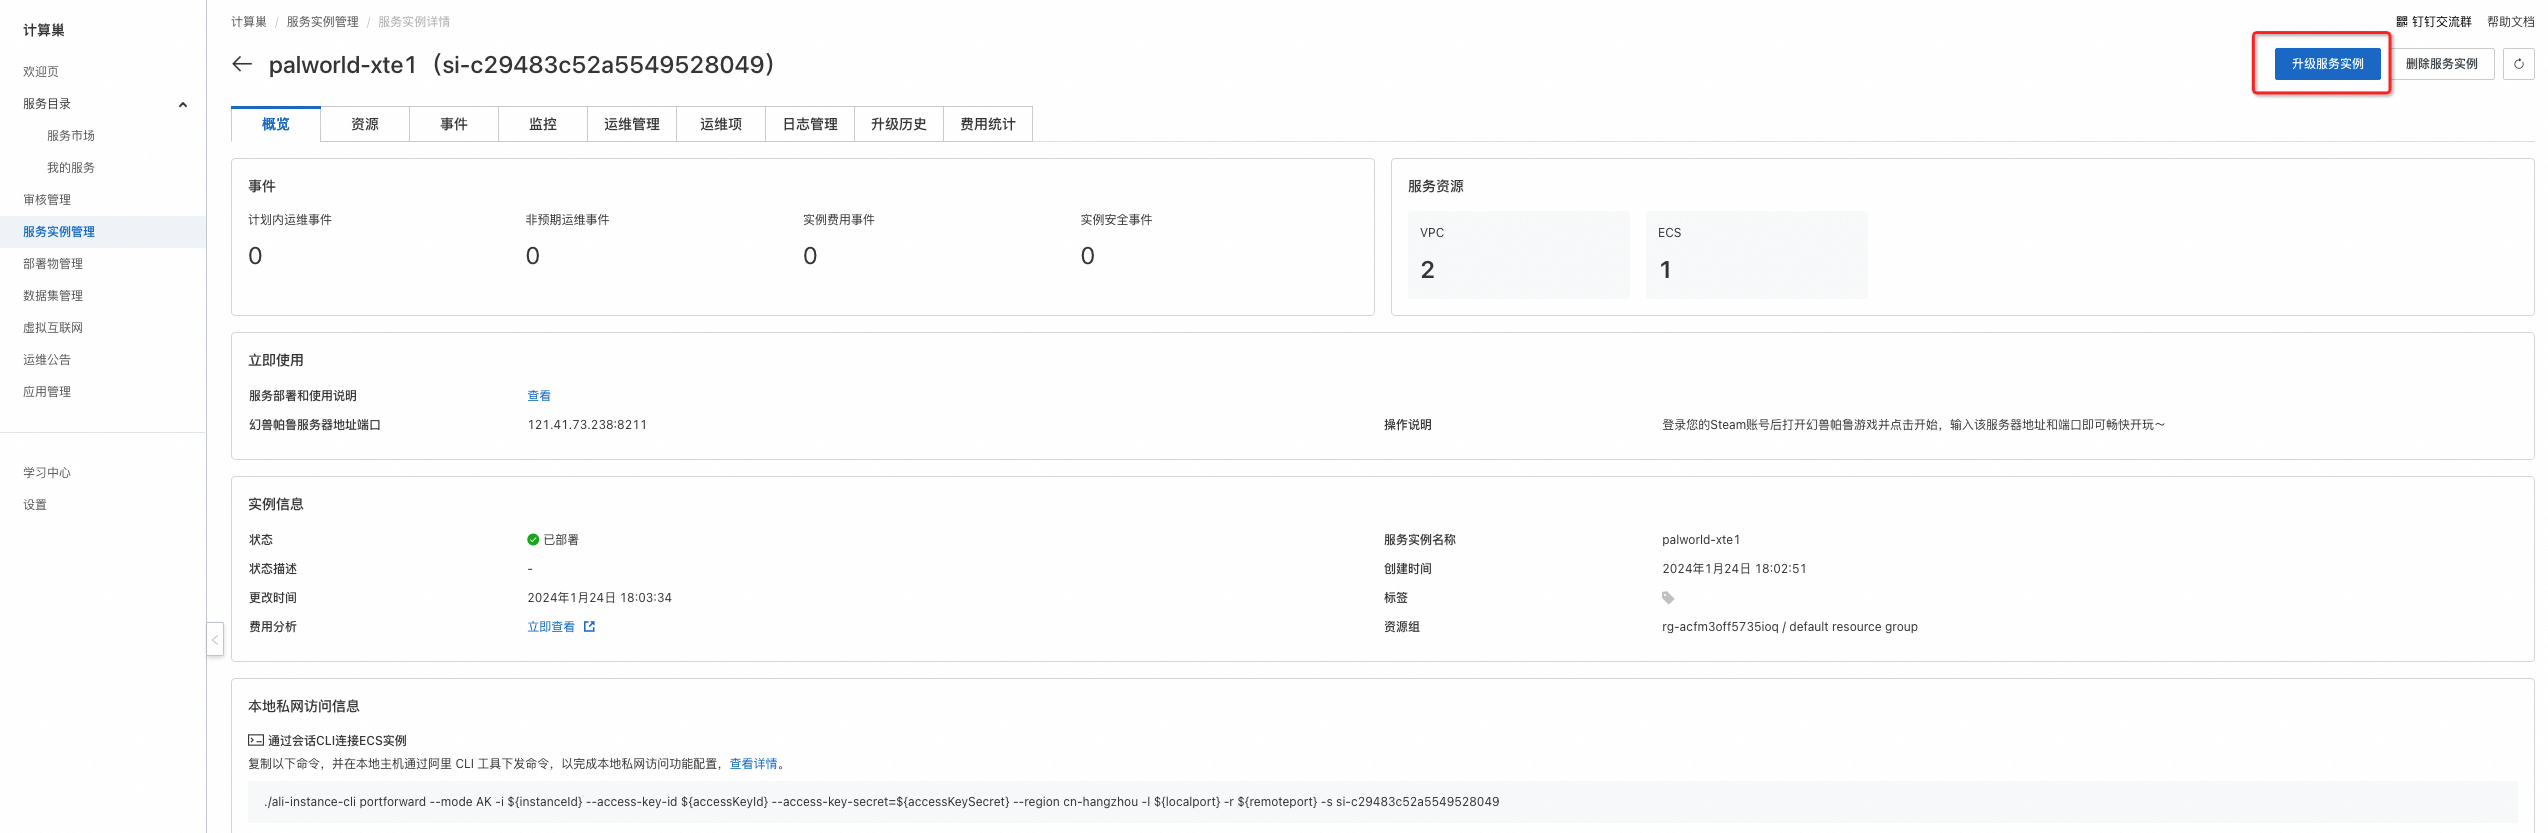 计算巢
欢迎页
服务目录
服务市场
我的服务
审核管理
服务实例管理
部署物管理
数据集管理
虚拟互联网
运维公告
应用管理
学习中心
设置
计算巢 / 服务实例管理 / 服务实例详情
钉钉交流群 帮助文档
palworld-xte1（si-c29483c52a5549528049）
升级服务实例 删除服务实例
概览 资源 事件 监控 运维管理 运维项 日志管理 升级历史 费用统计
事件
计划内运维事件 非预期运维事件 实例费用事件 实例安全事件
0 0 0 0
服务资源
VPC ECS
2 1
立即使用
服务部署和使用说明 查看
幻兽帕鲁服务器地址端口 121.41.73.238:8211 操作说明 登录您的Steam账号后打开幻兽帕鲁游戏并点击开始，输入该服务器地址和端口即可畅快开玩～
实例信息
状态 已部署 服务实例名称 palworld-xte1
状态描述 - 创建时间 2024年1月24日 18:02:51
更改时间 2024年1月24日 18:03:34 标签
费用分析 立即查看 资源组 rg-acfm3off5735ioq / default resource group
本地私网访问信息
通过会话CLI连接ECS实例
复制以下命令，并在本地主机通过阿里 CLI 工具下发命令，以完成本地私网访问功能配置，查看详情。
./ali-instance-cli portforward --mode AK -i ${instanceId} --access-key-id ${accessKeyId} --access-key-secret=${accessKeySecret} --region cn-hangzhou -l ${localport} -r ${remoteport} -s si-c29483c52a5549528049